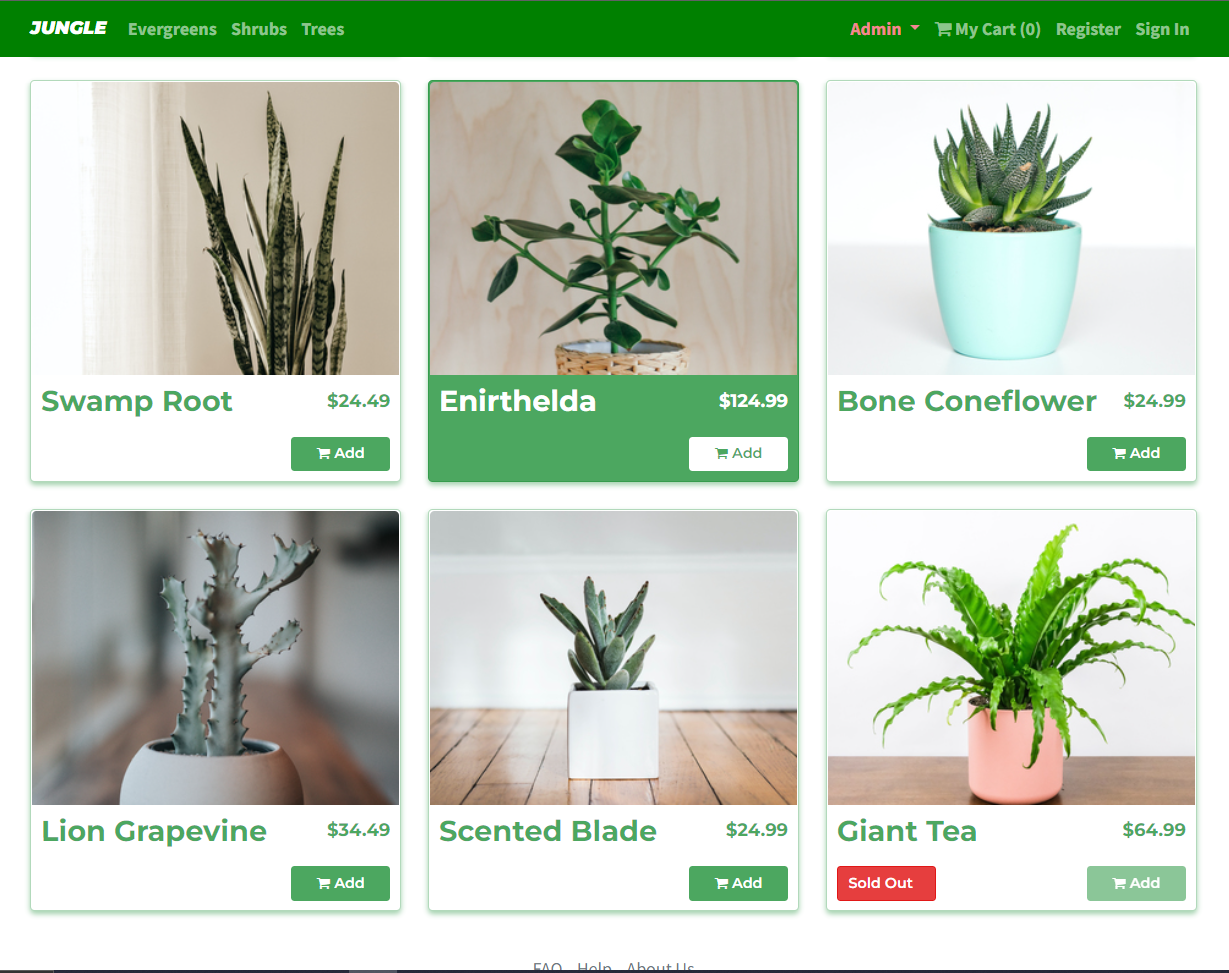 JUNGLE Evergreens Shrubs Trees Admin My Cart (0) Register Sign In
Swamp Root $24.49
Add
Enirthelda $124.99
Add
Bone Coneflower $24.99
Add
Lion Grapevine $34.49
Add
Scented Blade $24.99
Add
Giant Tea $64.99
Sold Out Add
FAQ Help About Us